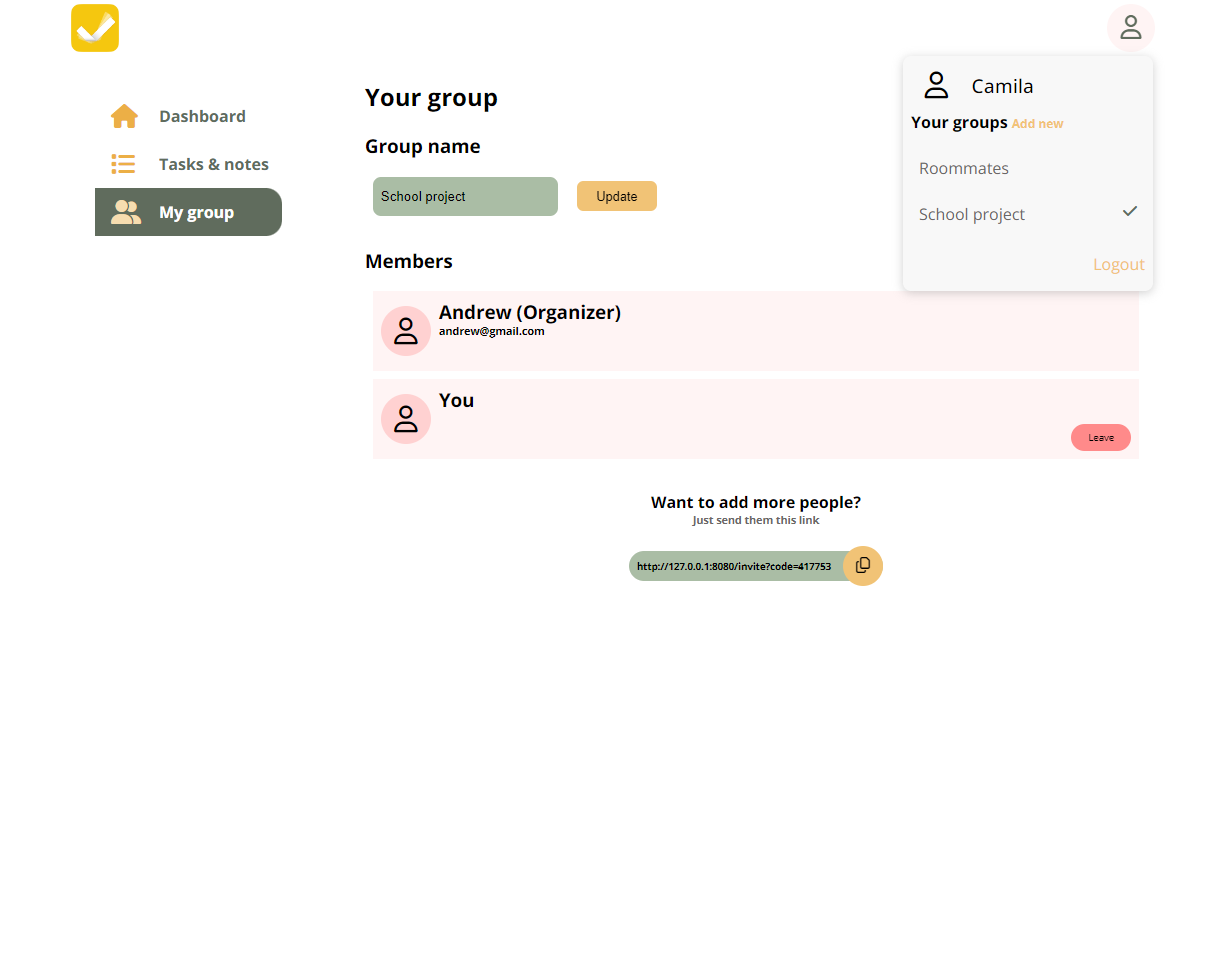 Camila
Your groups Add new
Roommates
School project
Logout
Dashboard
Tasks & notes
My group
Your group
Group name
School project
Update
Members
Andrew (Organizer)
andrew@gmail.com
You
Leave
Want to add more people?
Just send them this link
http://127.0.0.1:8080/invite?code=417753